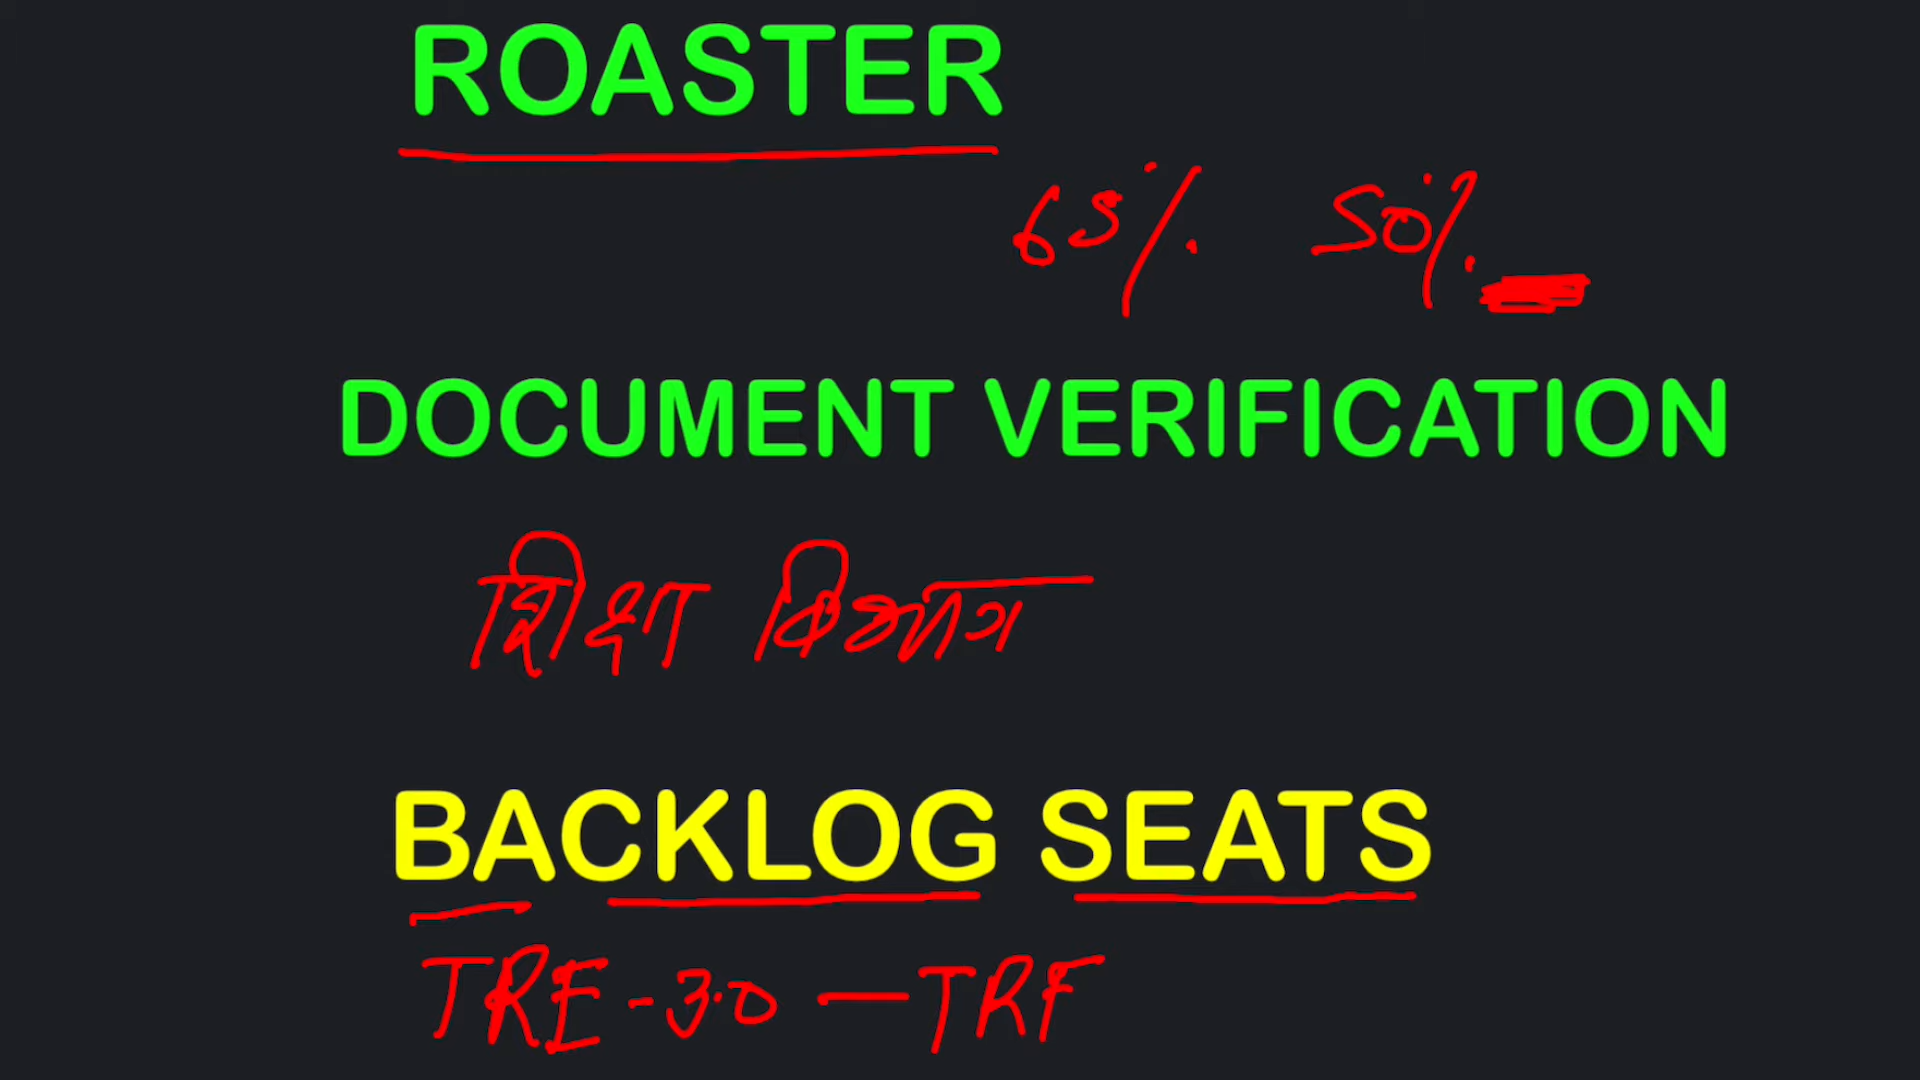 ROASTER
65% 50%
DOCUMENT VERIFICATION
शिक्षा विभाग
BACKLOG SEATS
TRE-3.0 — TRF